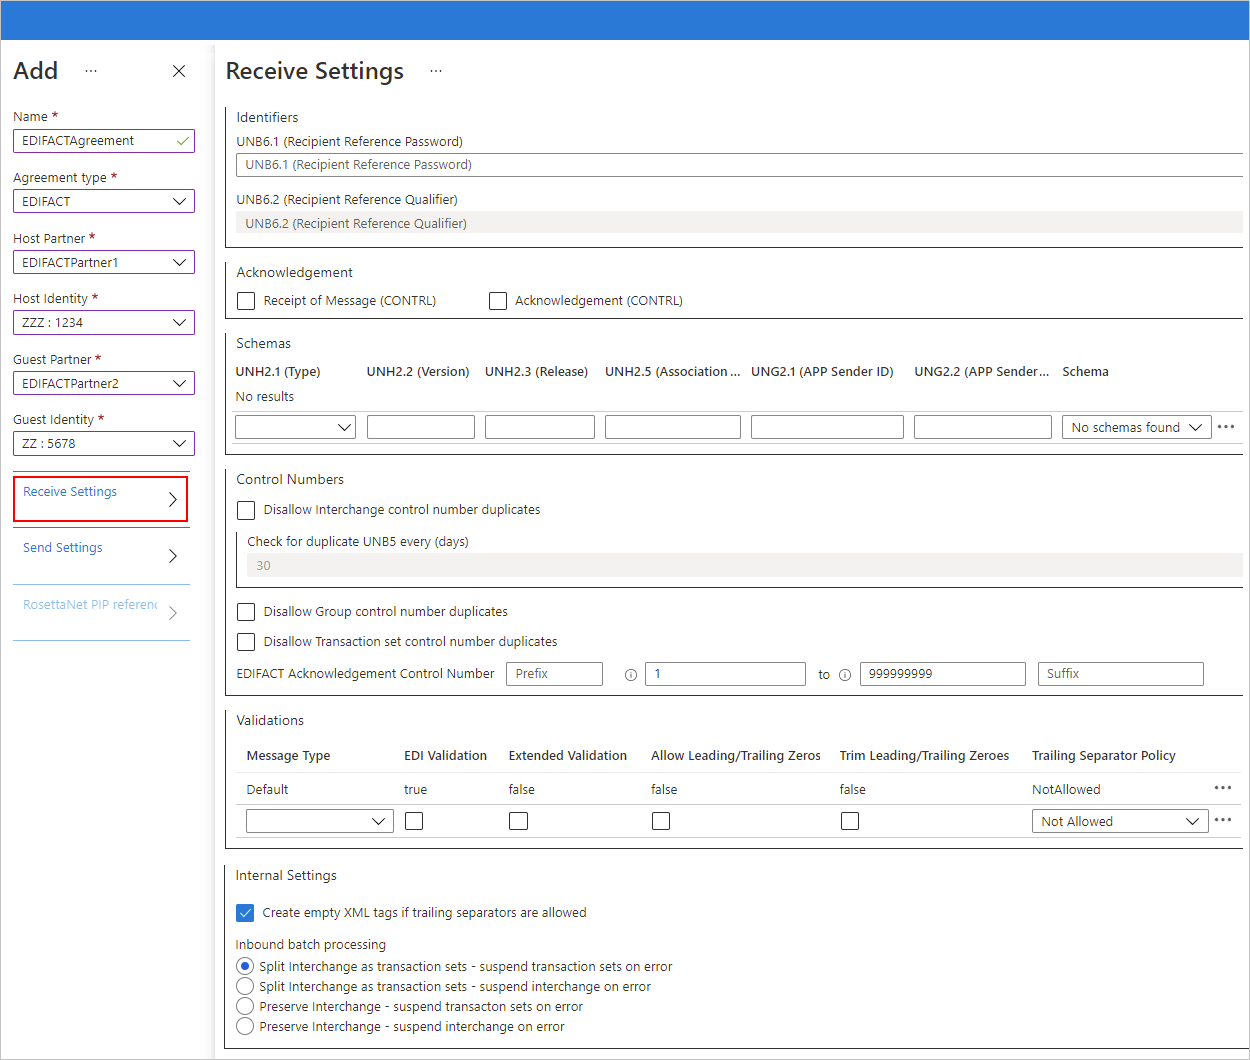 Add ...
Name *
EDIFACTAgreement
Agreement type *
EDIFACT
Host Partner *
EDIFACTPartner1
Host Identity *
ZZZ : 1234
Guest Partner *
EDIFACTPartner2
Guest Identity *
ZZ : 5678
Receive Settings
Send Settings
RosettaNet PIP referenc
Receive Settings ...
Identifiers
UNB6.1 (Recipient Reference Password)
UNB6.1 (Recipient Reference Password)
UNB6.2 (Recipient Reference Qualifier)
UNB6.2 (Recipient Reference Qualifier)
Acknowledgement
Receipt of Message (CONTRL) Acknowledgement (CONTRL)
Schemas
UNH2.1 (Type) UNH2.2 (Version) UNH2.3 (Release) UNH2.5 (Association ... UNG2.1 (APP Sender ID) UNG2.2 (APP Sender... Schema
No results
No schemas found ...
Control Numbers
Disallow Interchange control number duplicates
Check for duplicate UNB5 every (days)
30
Disallow Group control number duplicates
Disallow Transaction set control number duplicates
EDIFACT Acknowledgement Control Number Prefix 1 to 999999999 Suffix
Validations
Message Type EDI Validation Extended Validation Allow Leading/Trailing Zeros Trim Leading/Trailing Zeroes Trailing Separator Policy
Default true false false false NotAllowed ...
Not Allowed ...
Internal Settings
Create empty XML tags if trailing separators are allowed
Inbound batch processing
Split Interchange as transaction sets - suspend transaction sets on error
Split Interchange as transaction sets - suspend interchange on error
Preserve Interchange - suspend transacton sets on error
Preserve Interchange - suspend interchange on error